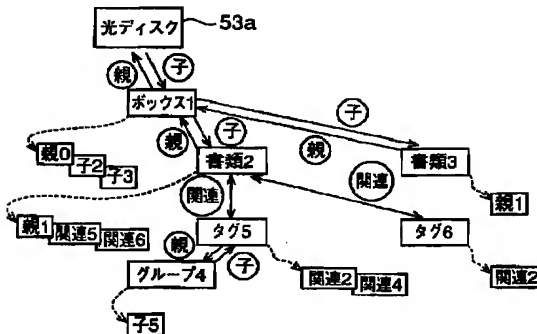 光ディスク 53a
親 子
ボックス1
子
親 子 親
親0 子2 子3
書類2 書類3
関連 関連
親1
親1 関連5 関連6
タグ5 タグ6
親 子
グループ4
関連2 関連4 関連2
子5